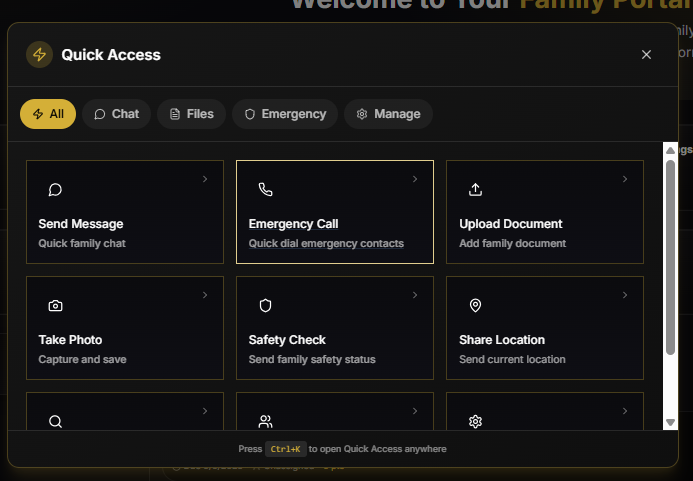 Welcome to Your Family Portal
Quick Access
All
Chat
Files
Emergency
Manage
Send Message
Quick family chat
Emergency Call
Quick dial emergency contacts
Upload Document
Add family document
Take Photo
Capture and save
Safety Check
Send family safety status
Share Location
Send current location
Press Ctrl+K to open Quick Access anywhere